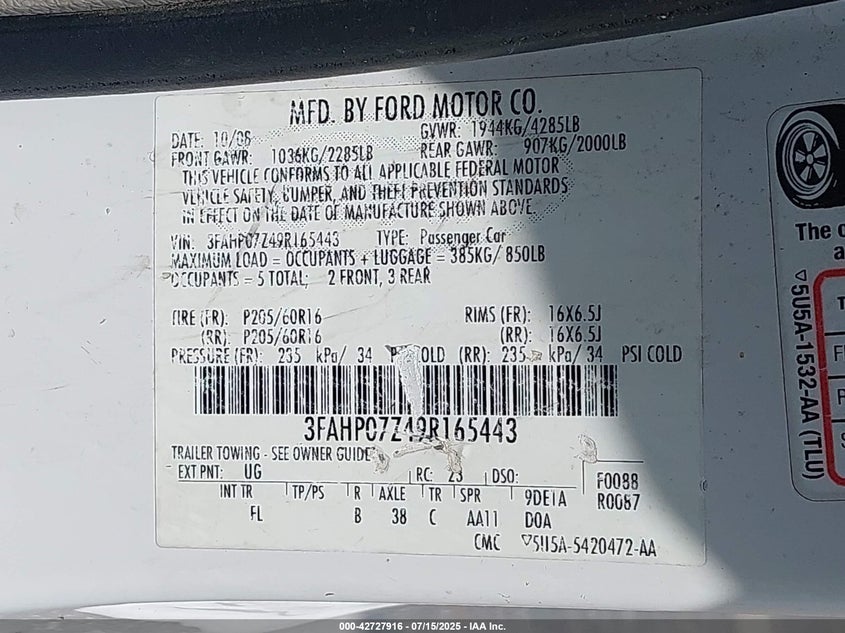 MFD. BY FORD MOTOR CO.
DATE: 10/08 GVWR: 1944KG/4285LB
FRONT GAWR: 1036KG/2285LB REAR GAWR: 907KG/2000LB
THIS VEHICLE CONFORMS TO ALL APPLICABLE FEDERAL MOTOR
VEHICLE SAFETY, BUMPER, AND THEFT PREVENTION STANDARDS
IN EFFECT ON THE DATE OF MANUFACTURE SHOWN ABOVE
VIN: 3FAHP07Z49R165443 TYPE: Passenger Car
MAXIMUM LOAD = OCCUPANTS + LUGGAGE = 385KG/ 850LB
OCCUPANTS = 5 TOTAL; 2 FRONT, 3 REAR
TIRE (FR): P205/60R16 RIMS (FR): 16X6.5J
(RR): P205/60R16 (RR): 16X6.5J
PRESSURE (FR): 235 kPa/ 34 COLD (RR): 235 kPa/ 34 PSI COLD
3FAHP07Z49R165443
TRAILER TOWING - SEE OWNER GUIDE
EXT PNT: UG RC: 23 DSO: F0088
INT TR TP/PS R AXLE TR SPR 9DE1A R0087
FL B 38 C AA11 D0A
CMC ▽5U5A-5420472-AA
The
▽5U5A-1532-AA (TLU)
000-42727916 - 07/15/2025 - IAA Inc.